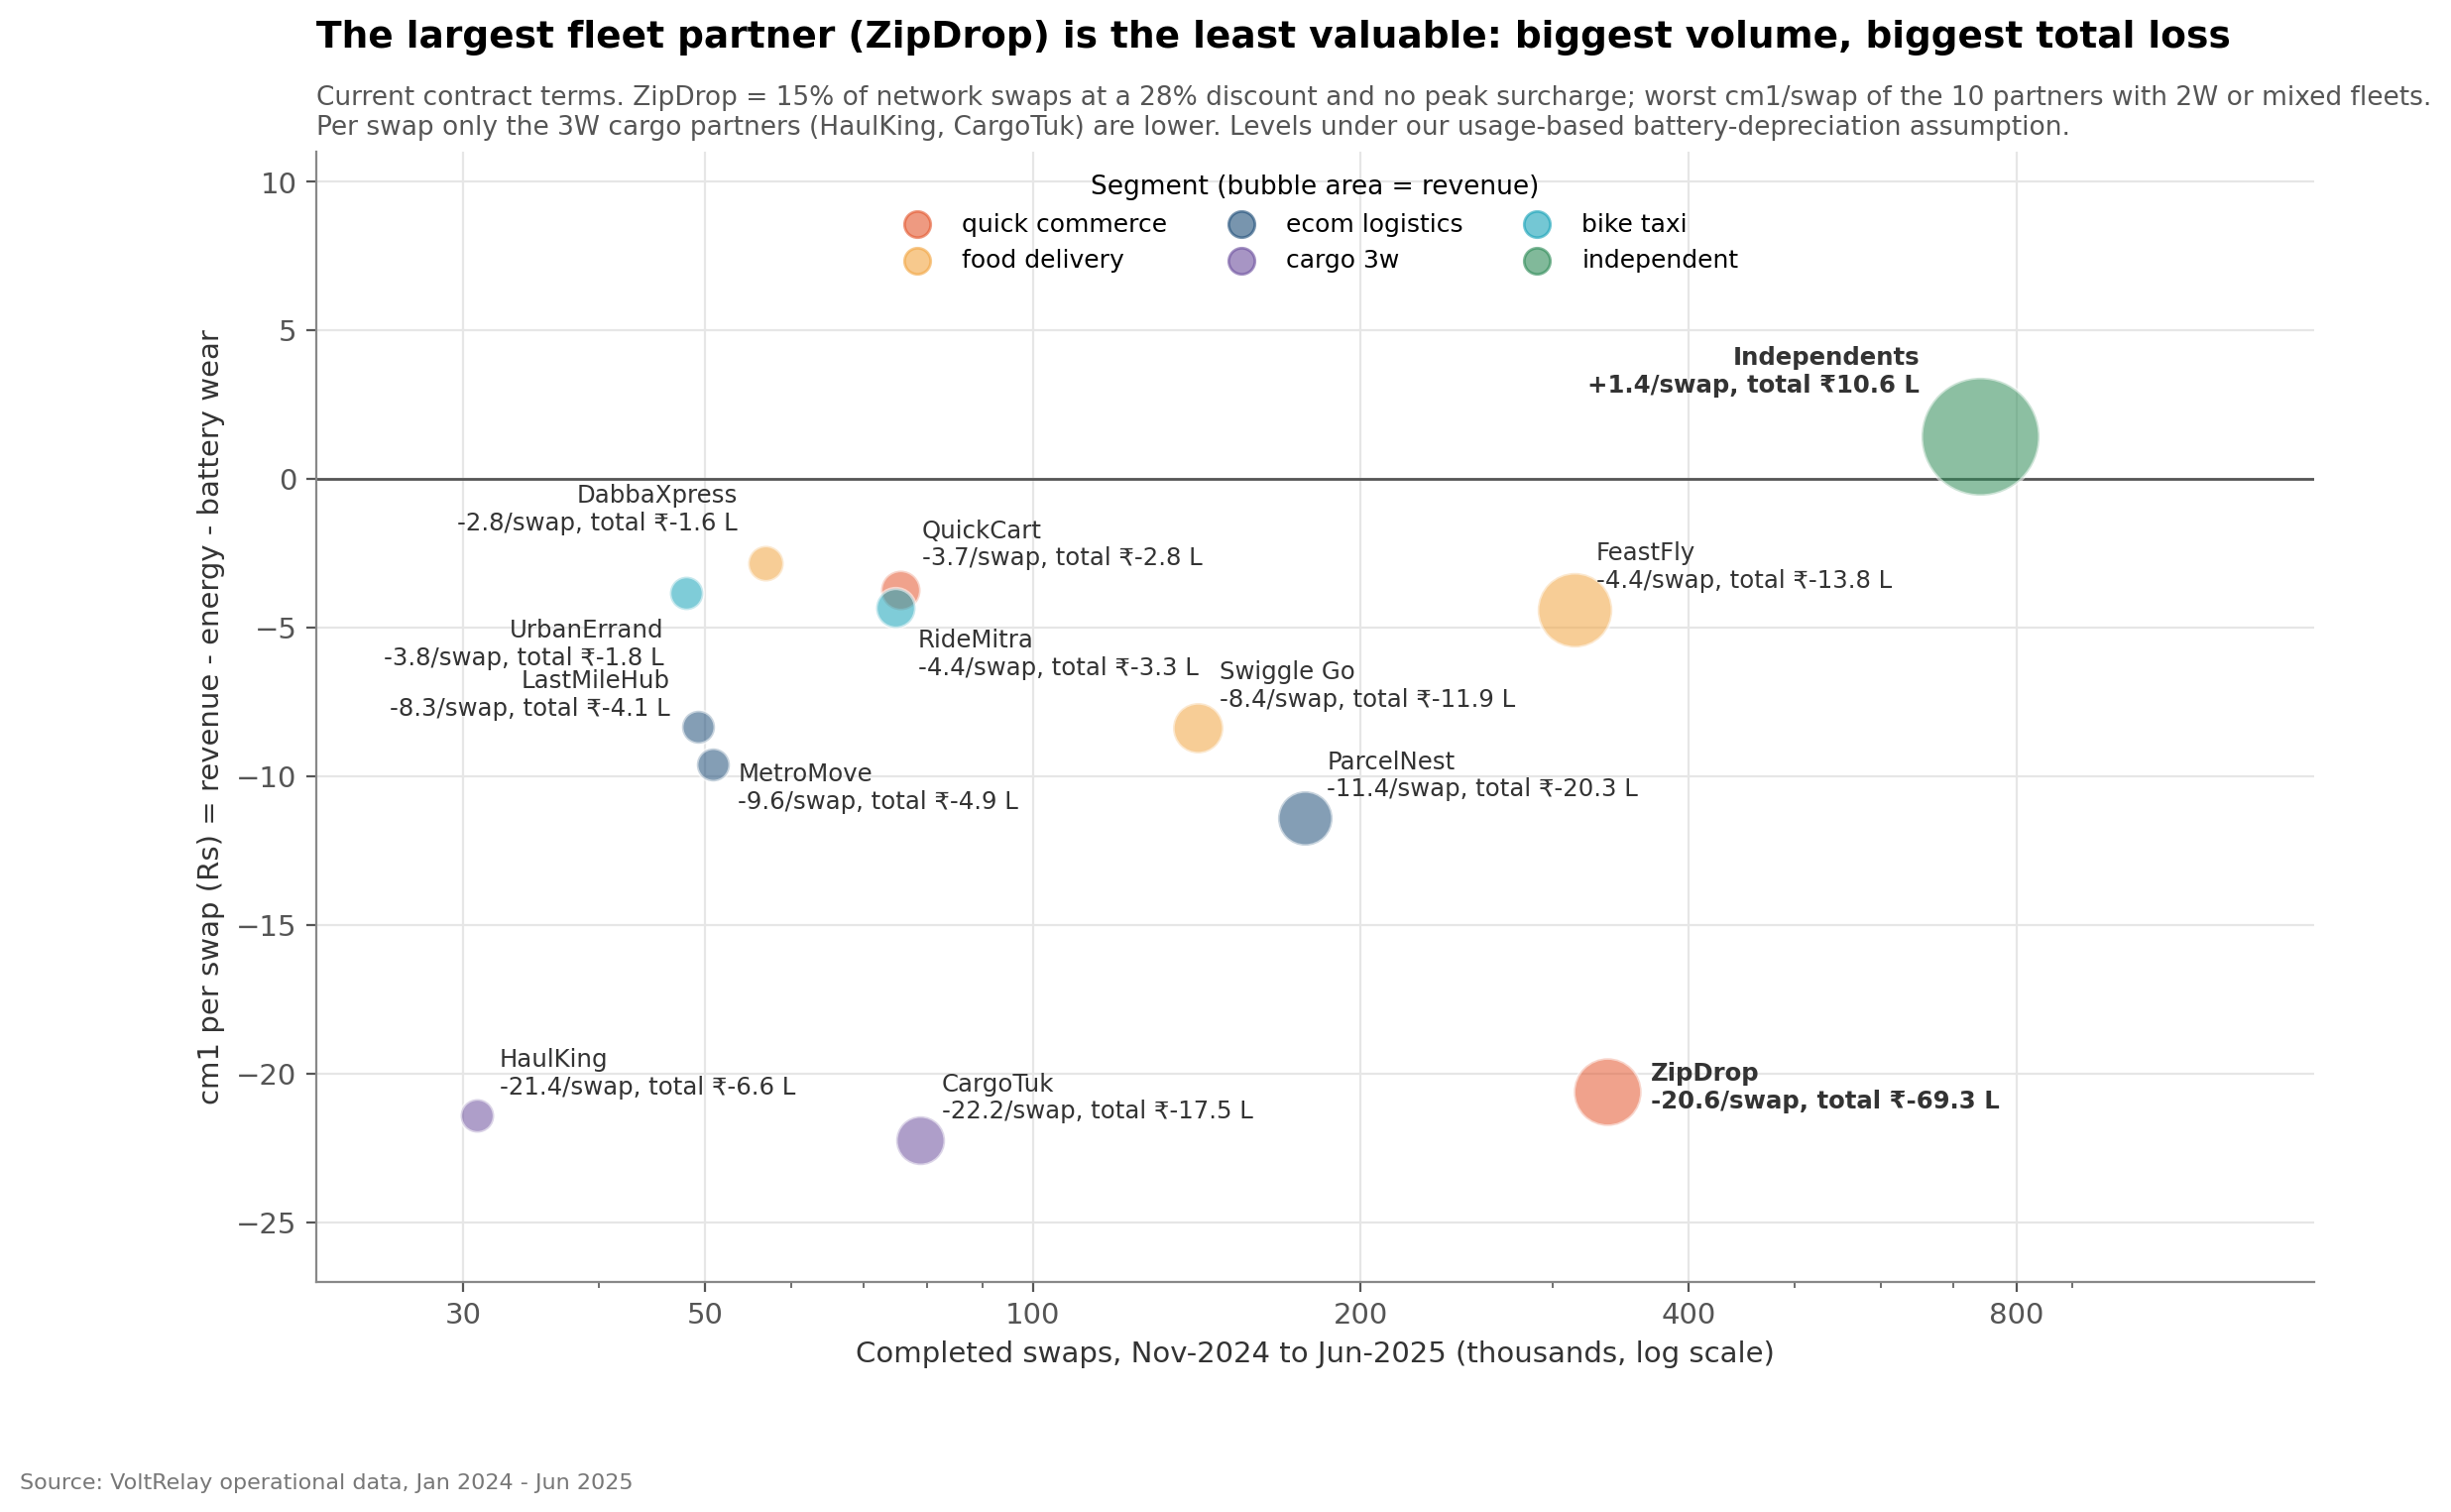 The largest fleet partner (ZipDrop) is the least valuable: biggest volume, biggest total loss
Current contract terms. ZipDrop = 15% of network swaps at a 28% discount and no peak surcharge; worst cm1/swap of the 10 partners with 2W or mixed fleets.
Per swap only the 3W cargo partners (HaulKing, CargoTuk) are lower. Levels under our usage-based battery-depreciation assumption.
Segment (bubble area = revenue)
quick commerce
food delivery
ecom logistics
cargo 3w
bike taxi
independent
cm1 per swap (Rs) = revenue - energy - battery wear
10
5
0
−5
−10
−15
−20
−25
Independents
+1.4/swap, total ₹10.6 L
DabbaXpress
-2.8/swap, total ₹-1.6 L
QuickCart
-3.7/swap, total ₹-2.8 L
FeastFly
-4.4/swap, total ₹-13.8 L
UrbanErrand
-3.8/swap, total ₹-1.8 L
RideMitra
-4.4/swap, total ₹-3.3 L
LastMileHub
-8.3/swap, total ₹-4.1 L
Swiggle Go
-8.4/swap, total ₹-11.9 L
MetroMove
-9.6/swap, total ₹-4.9 L
ParcelNest
-11.4/swap, total ₹-20.3 L
HaulKing
-21.4/swap, total ₹-6.6 L
CargoTuk
-22.2/swap, total ₹-17.5 L
ZipDrop
-20.6/swap, total ₹-69.3 L
30
50
100
200
400
800
Completed swaps, Nov-2024 to Jun-2025 (thousands, log scale)
Source: VoltRelay operational data, Jan 2024 - Jun 2025